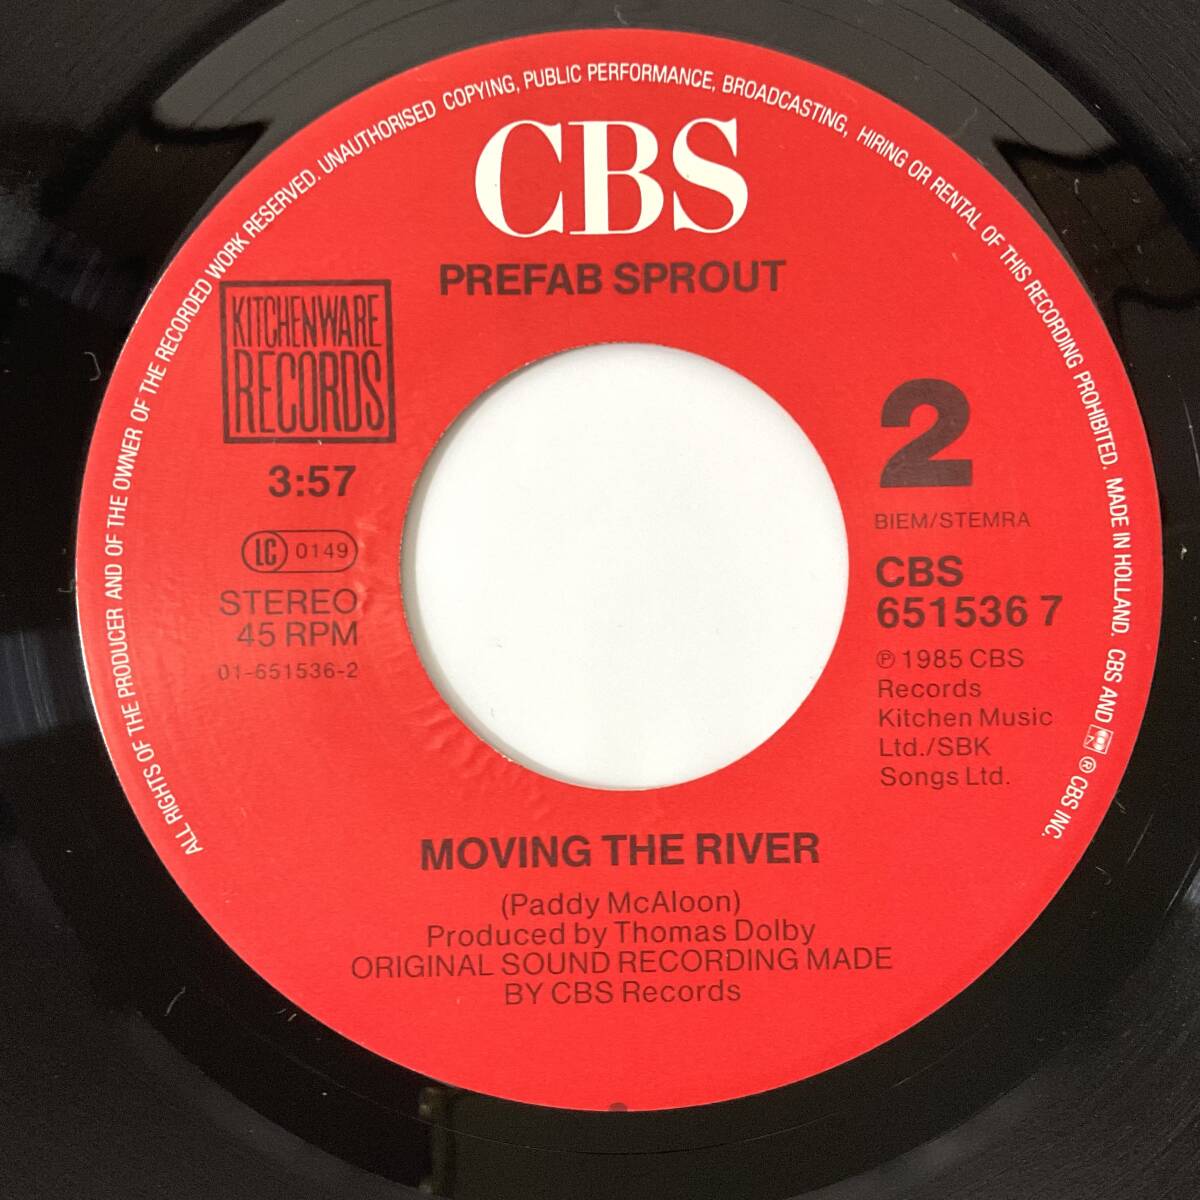 ALL RIGHTS OF THE PRODUCER AND OF THE OWNER OF THE RECORDED WORK RESERVED. UNAUTHORISED COPYING, PUBLIC PERFORMANCE, BROADCASTING, HIRING OR RENTAL OF THIS RECORDING PROHIBITED. MADE IN HOLLAND. CBS AND ® CBS INC.
CBS
PREFAB SPROUT
KITCHENWARE
RECORDS
3:57
LC 0149
STEREO
45 RPM
01-651536-2
2
BIEM/STEMRA
CBS
651536 7
℗ 1985 CBS
Records
Kitchen Music
Ltd./SBK
Songs Ltd.
MOVING THE RIVER
(Paddy McAloon)
Produced by Thomas Dolby
ORIGINAL SOUND RECORDING MADE
BY CBS Records